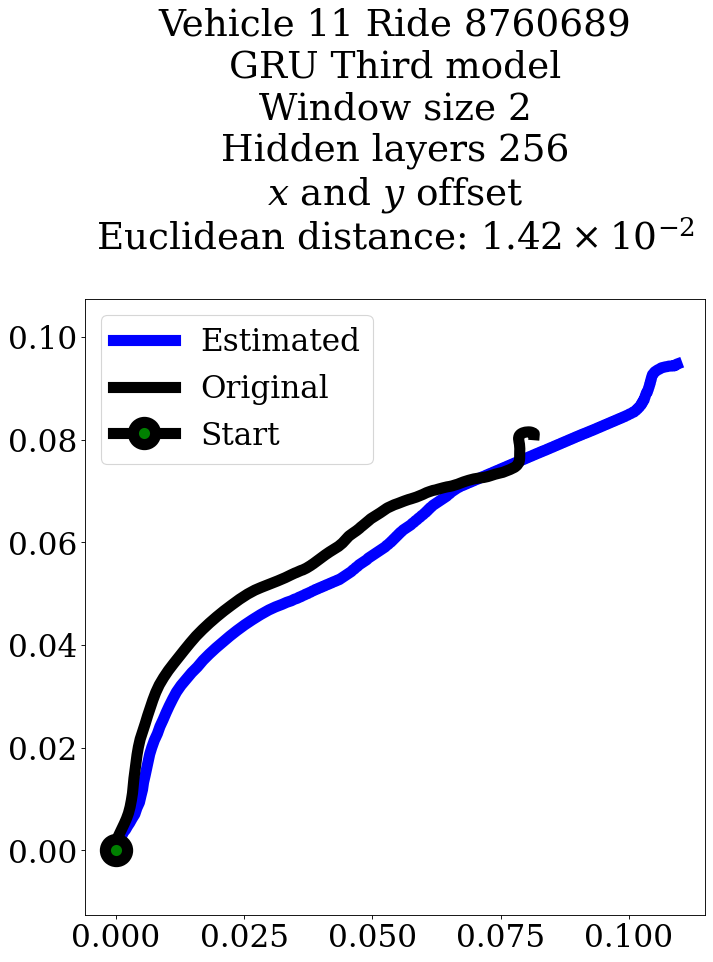 Vehicle 11 Ride 8760689
GRU Third model
Window size 2
Hidden layers 256
x and y offset
Euclidean distance: 1.42 × 10⁻²
Estimated
Original
Start
0.10
0.08
0.06
0.04
0.02
0.00
0.000 0.025 0.050 0.075 0.100